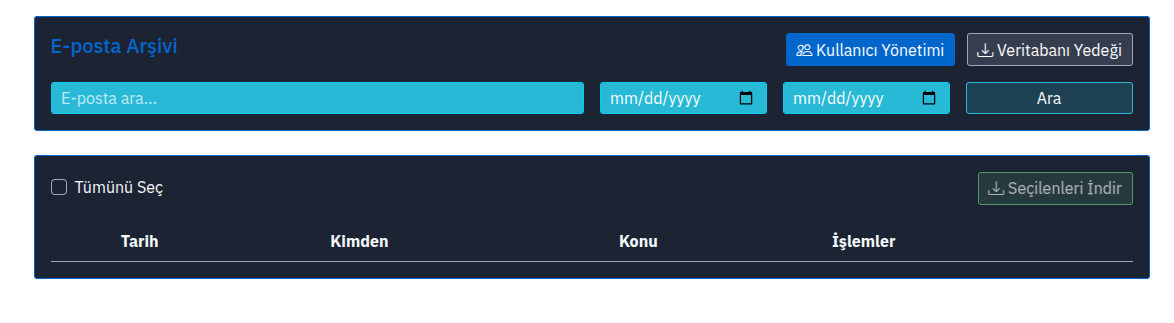 E-posta Arşivi
Kullanıcı Yönetimi
Veritabanı Yedeği
E-posta ara...
mm/dd/yyyy
mm/dd/yyyy
Ara
Tümünü Seç
Seçilenleri İndir
Tarih Kimden Konu İşlemler